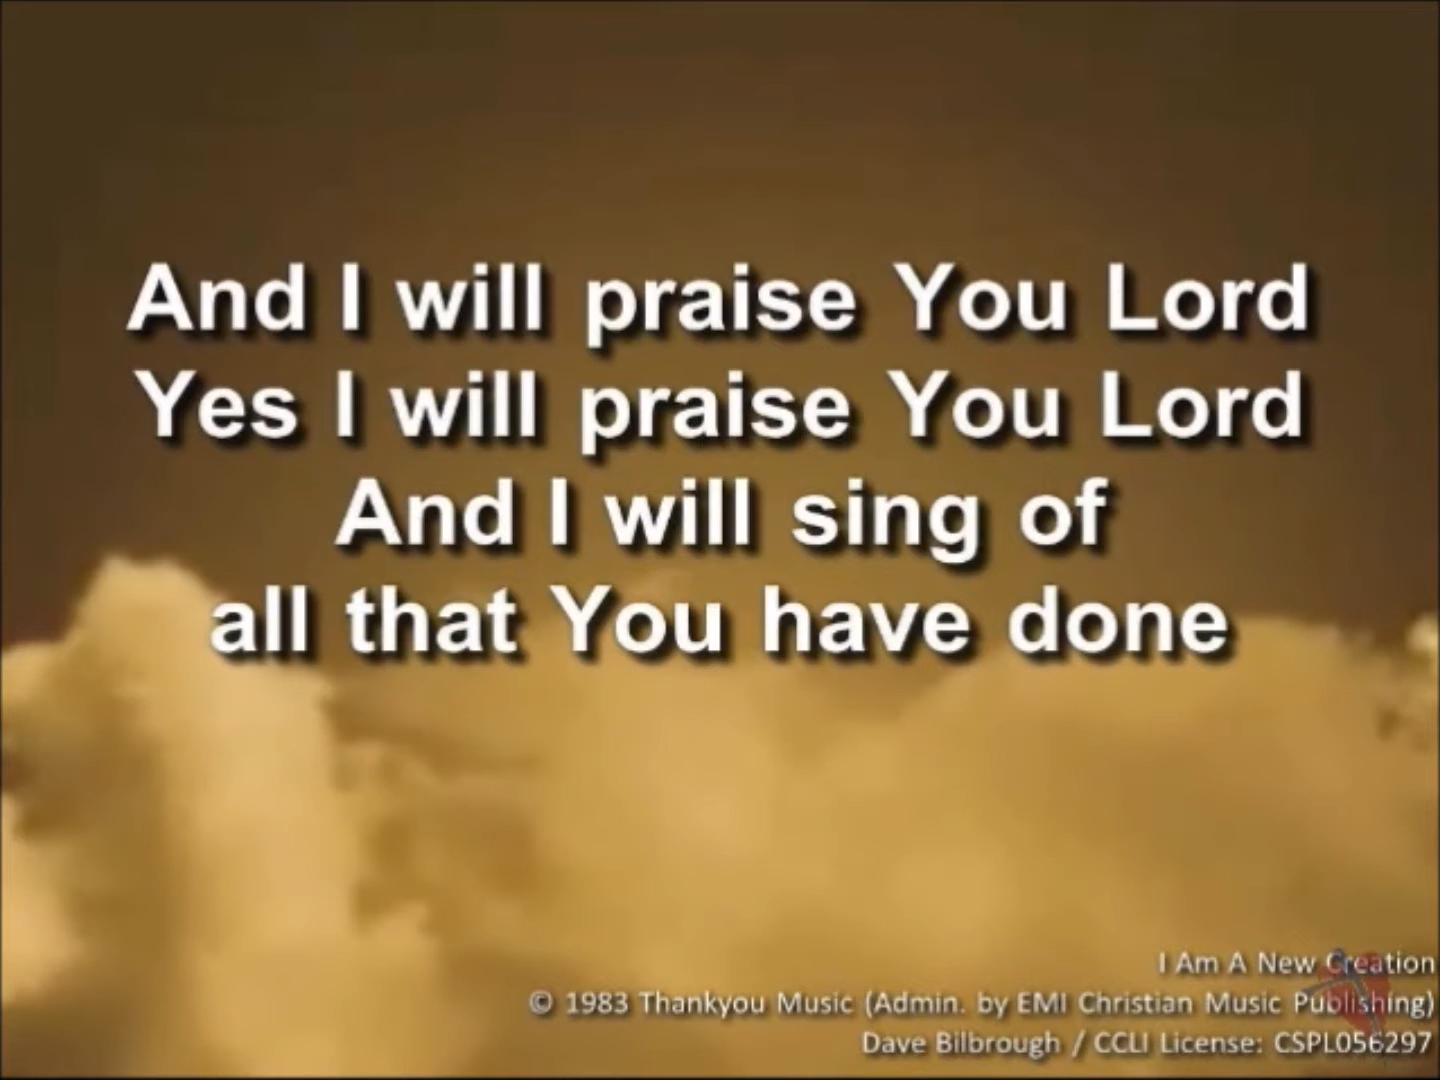 And I will praise You Lord
Yes I will praise You Lord
And I will sing of
all that You have done
I Am A New Creation
© 1983 Thankyou Music (Admin. by EMI Christian Music Publishing)
Dave Bilbrough / CCLI License: CSPL056297